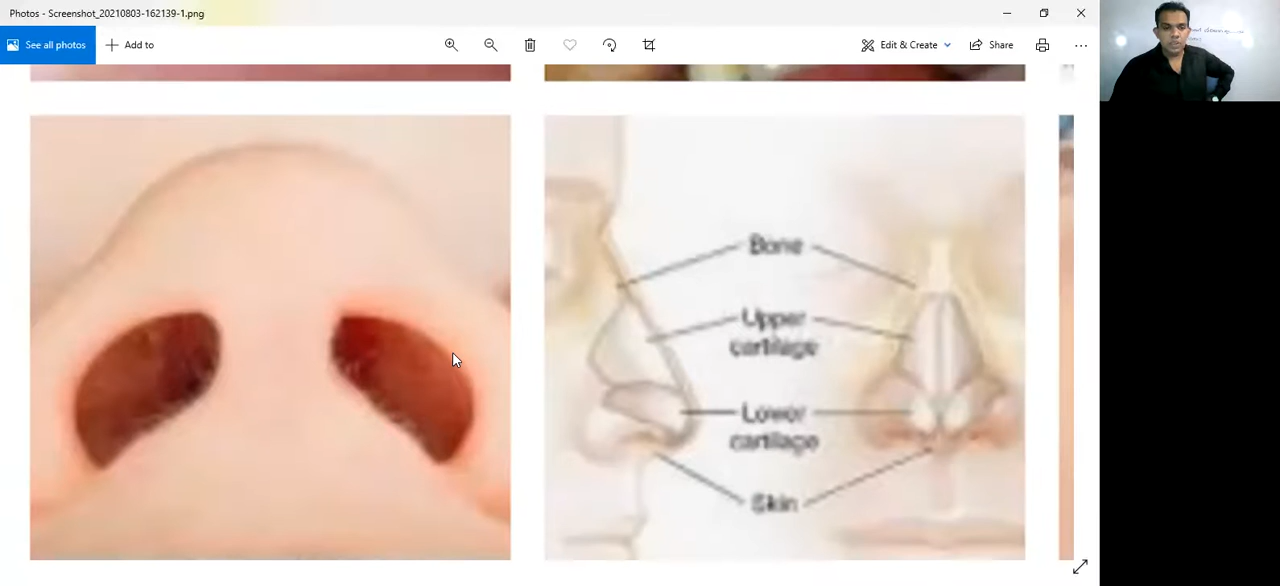 Photos - Screenshot_20210803-162139-1.png
See all photos
Add to
Edit & Create
Share
Bone
Upper
cartilage
Lower
cartilage
Skin